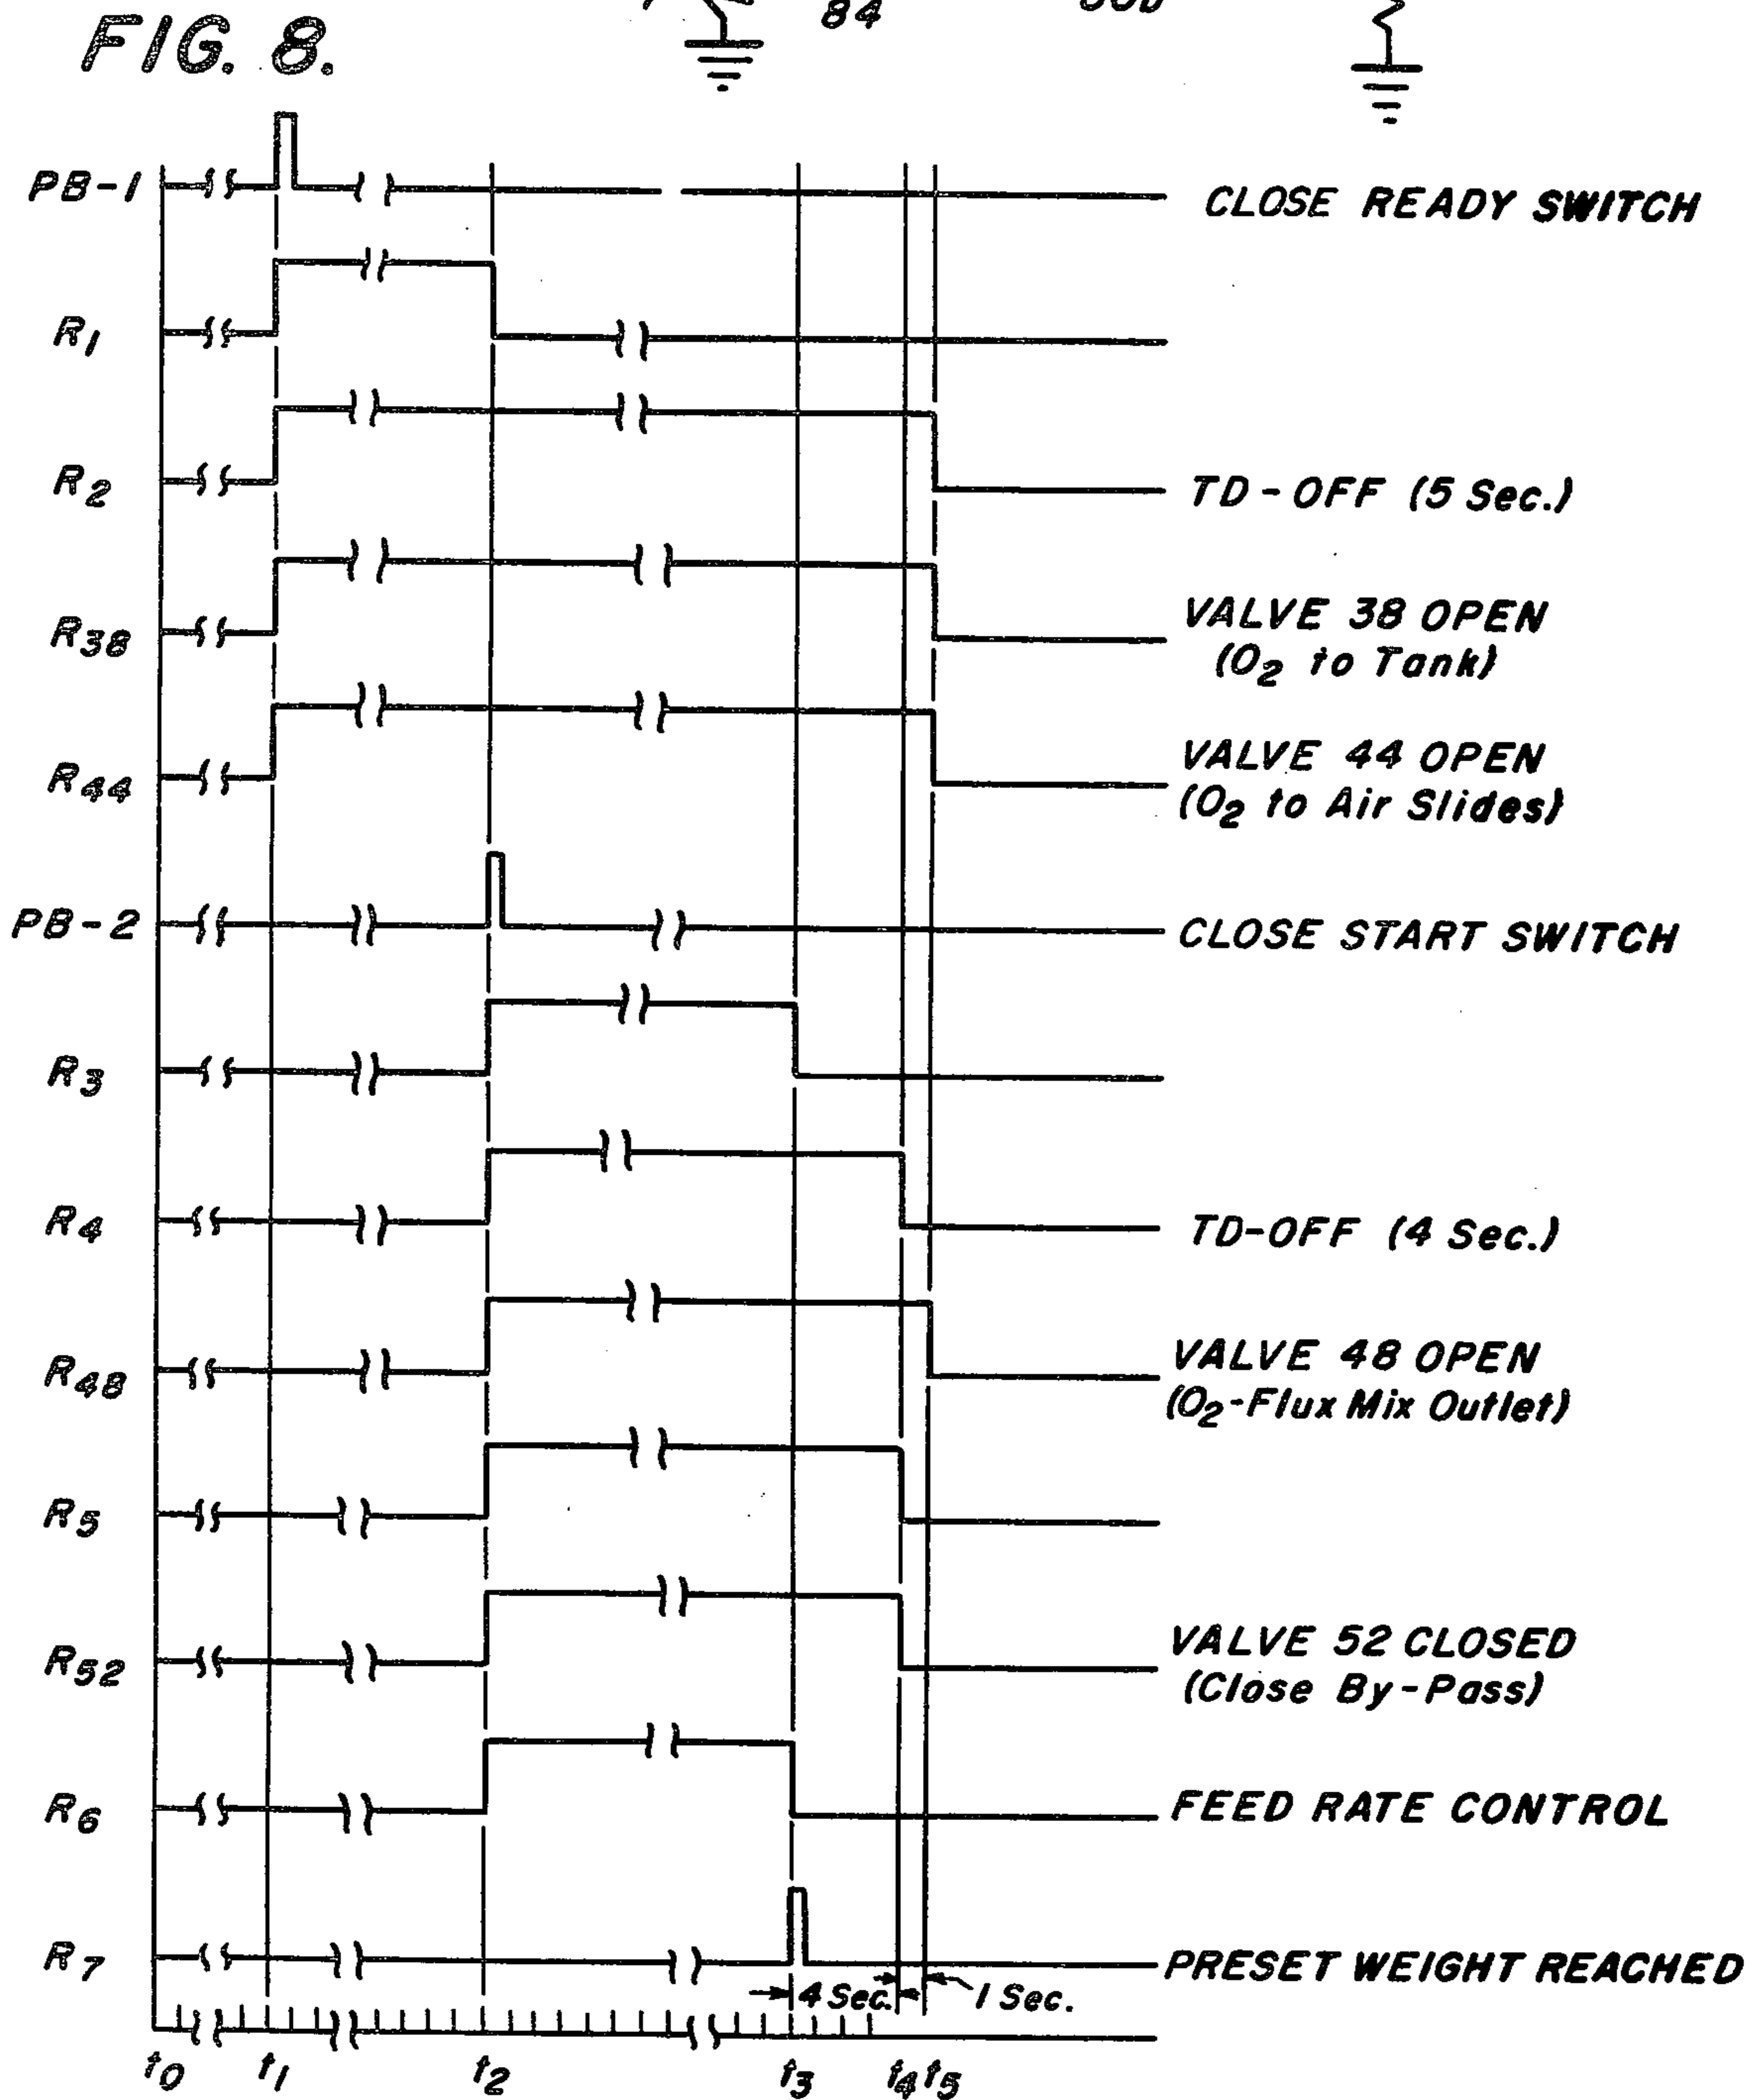 FIG. 8.
84
PB-1 CLOSE READY SWITCH
R1
R2 TD-OFF (5 Sec.)
R38 VALVE 38 OPEN
(O2 to Tank)
R44 VALVE 44 OPEN
(O2 to Air Slides)
PB-2 CLOSE START SWITCH
R3
R4 TD-OFF (4 Sec.)
R48 VALVE 48 OPEN
(O2-Flux Mix Outlet)
R5
R52 VALVE 52 CLOSED
(Close By-Pass)
R6 FEED RATE CONTROL
R7 PRESET WEIGHT REACHED
4 Sec. 1 Sec.
t0 t1 t2 t3 t4 t5